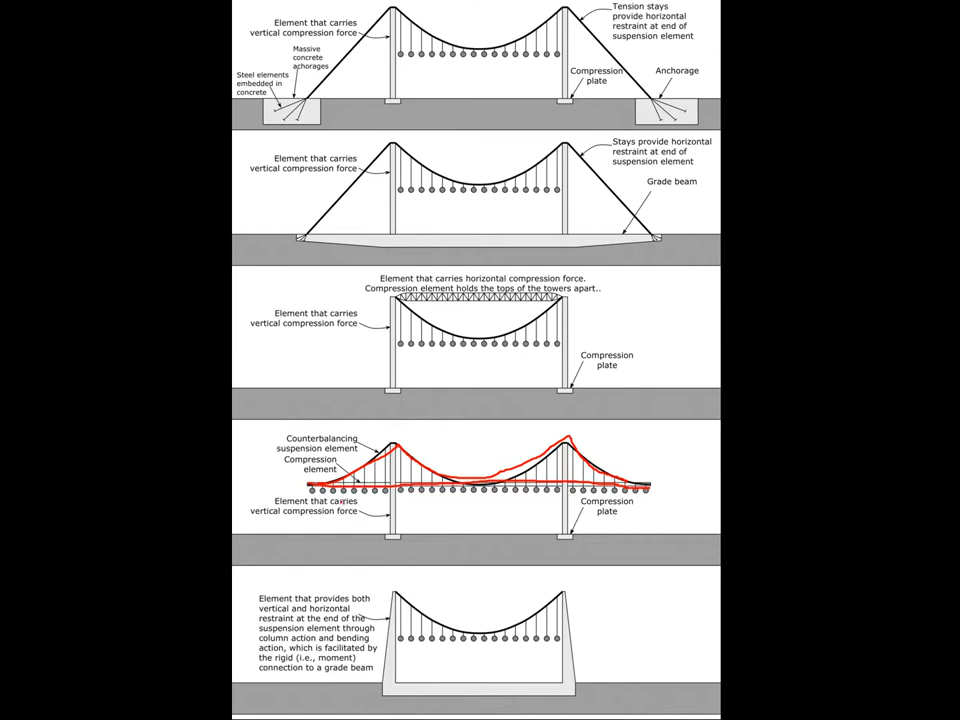 Element that carries
vertical compression force
Tension stays
provide horizontal
restraint at end of
suspension element
Massive
concrete
achorages
Steel elements
embedded in
concrete
Compression
plate
Anchorage
Element that carries
vertical compression force
Stays provide horizontal
restraint at end of
suspension element
Grade beam
Element that carries horizontal compression force.
Compression element holds the tops of the towers apart..
Element that carries
vertical compression force
Compression
plate
Counterbalancing
suspension element
Compression
element
Element that carries
vertical compression force
Compression
plate
Element that provides both
vertical and horizontal
restraint at the end of the
suspension element through
column action and bending
action, which is facilitated by
the rigid (i.e., moment)
connection to a grade beam